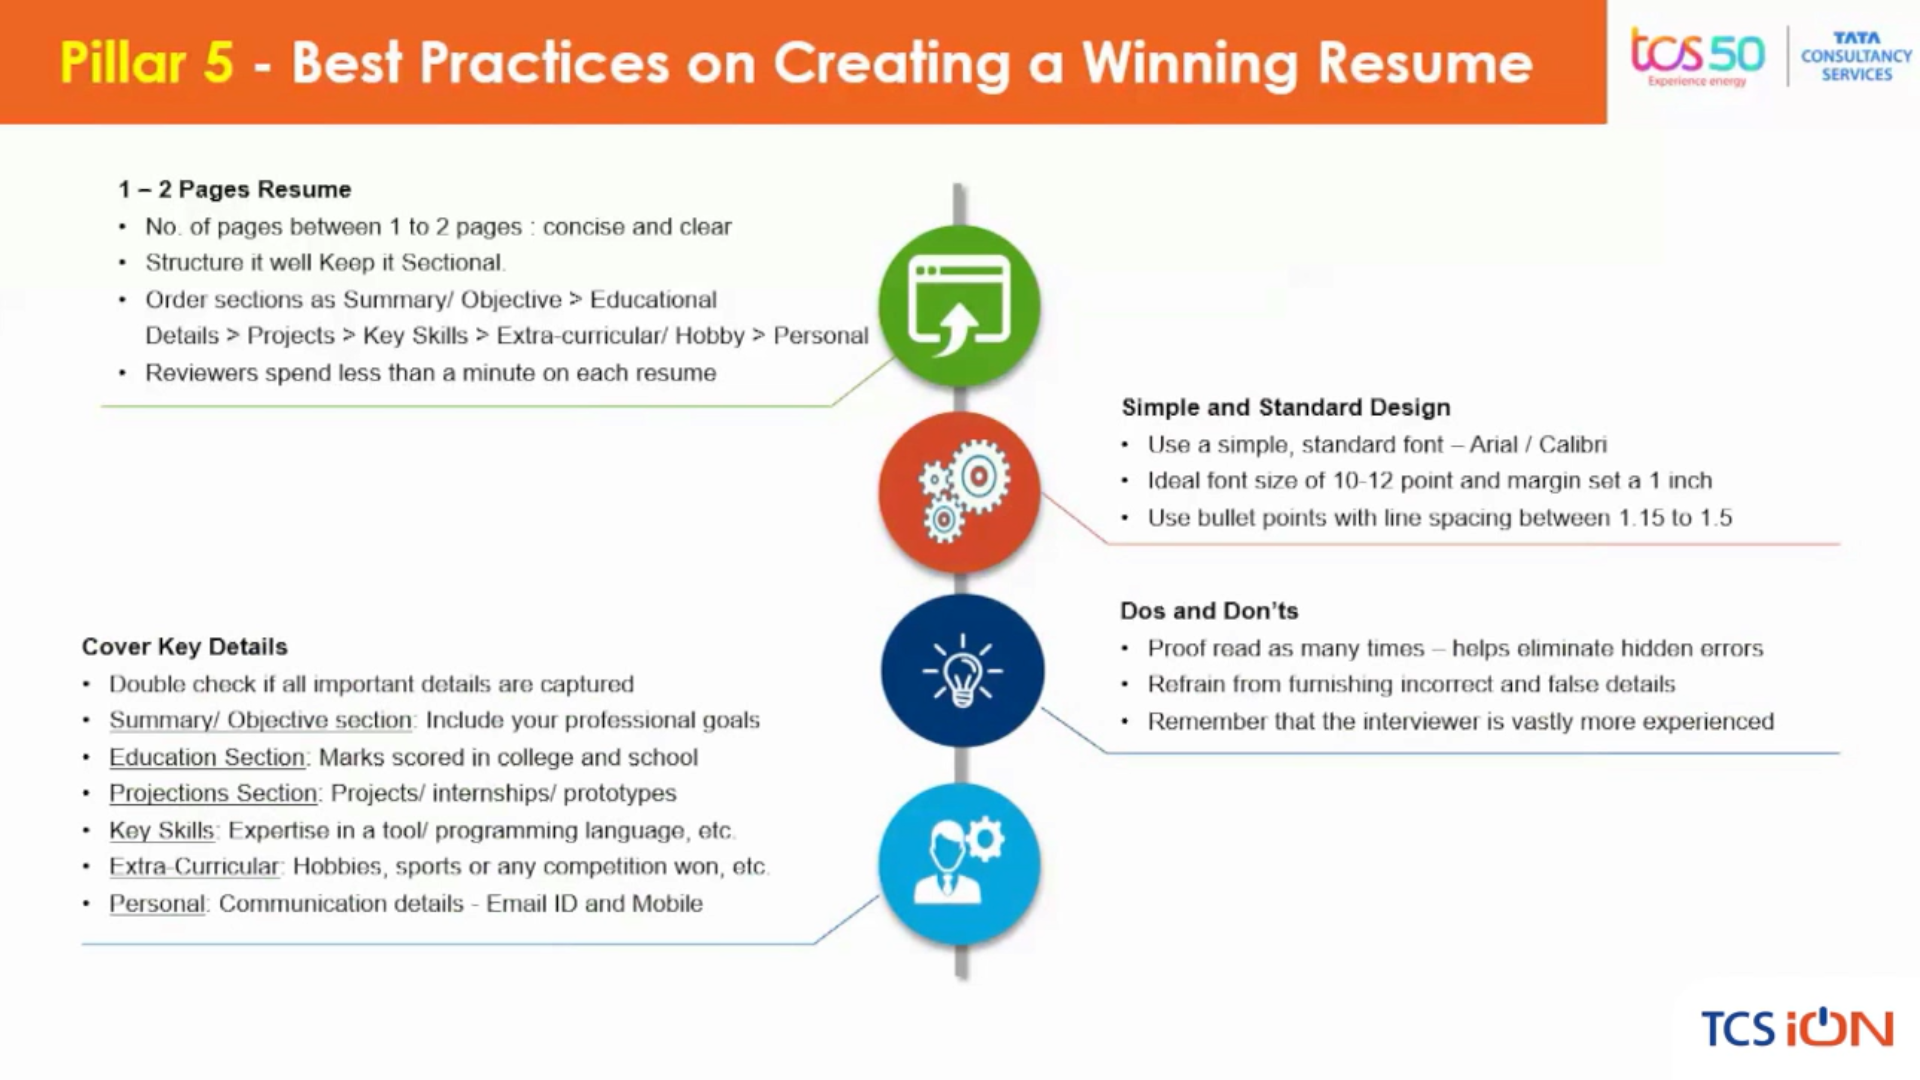 Pillar 5 - Best Practices on Creating a Winning Resume
tcs 50
Experience energy
TATA
CONSULTANCY
SERVICES
1 – 2 Pages Resume
• No. of pages between 1 to 2 pages : concise and clear
• Structure it well Keep it Sectional.
• Order sections as Summary/ Objective > Educational
Details > Projects > Key Skills > Extra-curricular/ Hobby > Personal
• Reviewers spend less than a minute on each resume
Simple and Standard Design
• Use a simple, standard font – Arial / Calibri
• Ideal font size of 10-12 point and margin set a 1 inch
• Use bullet points with line spacing between 1.15 to 1.5
Dos and Don'ts
• Proof read as many times – helps eliminate hidden errors
• Refrain from furnishing incorrect and false details
• Remember that the interviewer is vastly more experienced
Cover Key Details
• Double check if all important details are captured
• Summary/ Objective section: Include your professional goals
• Education Section: Marks scored in college and school
• Projections Section: Projects/ internships/ prototypes
• Key Skills: Expertise in a tool/ programming language, etc.
• Extra-Curricular: Hobbies, sports or any competition won, etc.
• Personal: Communication details - Email ID and Mobile
TCS iON